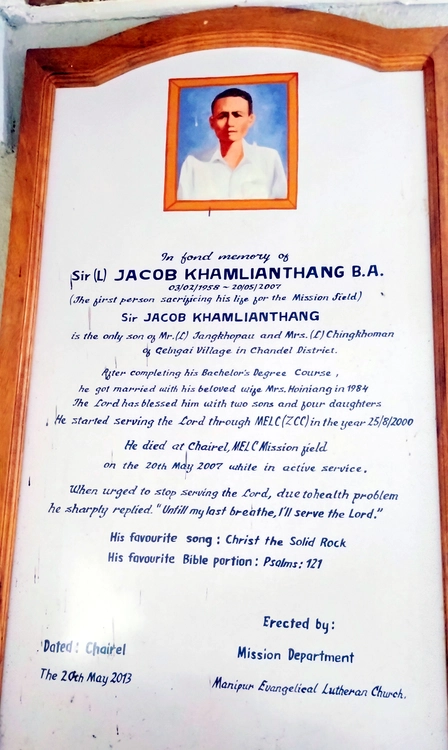 In fond memory of
Sir (L) JACOB KHAMLIANTHANG B.A.
03/02/1958 ~ 20/05/2007
(The first person sacrificing his life for the Mission field)
Sir JACOB KHAMLIANTHANG
is the only son of Mr.(L) Jangkhopau and Mrs. (L) Chingkhoman
of Gelngai Village in Chandel District.
After completing his Bachelor's Degree Course,
he got married with his beloved wife Mrs. Hoiniang in 1984
The Lord has blessed him with two sons and four daughters
He started serving the Lord through MELC (ZCC) in the year 25/8/2000
He died at Chairel, MELC Mission field
on the 20th May 2007 while in active service.
When urged to stop serving the Lord, due to health problem
he sharply replied. "Untill my last breathe, I'll serve the Lord."
His favourite song : Christ the Solid Rock
His favourite Bible portion : Psalms: 121
Erected by:
Dated : Chairel
Mission Department
The 20th May 2013
Manipur Evangelical Lutheran Church.